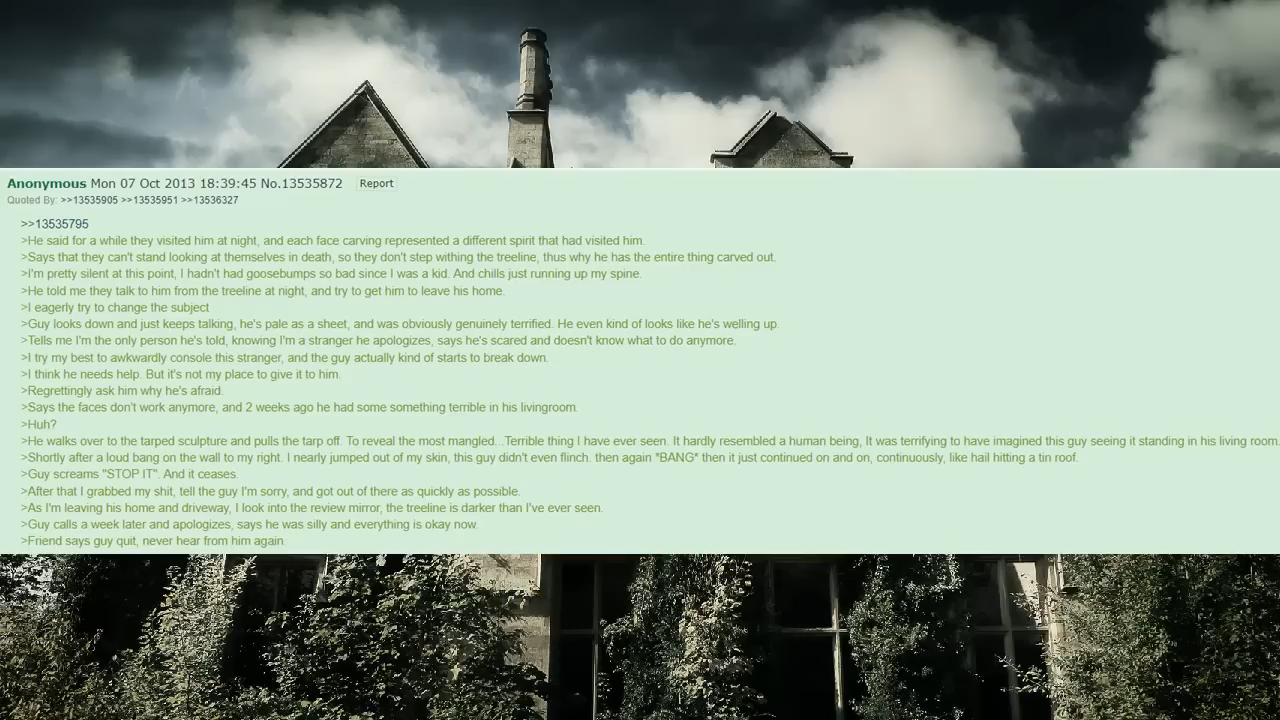 Anonymous Mon 07 Oct 2013 18:39:45 No.13535872 Report
Quoted By: >>13535905 >>13535951 >>13536327
>>13535795
>He said for a while they visited him at night, and each face carving represented a different spirit that had visited him.
>Says that they can't stand looking at themselves in death, so they don't step withing the treeline, thus why he has the entire thing carved out.
>I'm pretty silent at this point, I hadn't had goosebumps so bad since I was a kid. And chills just running up my spine.
>He told me they talk to him from the treeline at night, and try to get him to leave his home.
>I eagerly try to change the subject
>Guy looks down and just keeps talking, he's pale as a sheet, and was obviously genuinely terrified. He even kind of looks like he's welling up.
>Tells me I'm the only person he's told, knowing I'm a stranger he apologizes, says he's scared and doesn't know what to do anymore.
>I try my best to awkwardly console this stranger, and the guy actually kind of starts to break down.
>I think he needs help. But it's not my place to give it to him.
>Regrettingly ask him why he's afraid.
>Says the faces don't work anymore, and 2 weeks ago he had some something terrible in his livingroom.
>Huh?
>He walks over to the tarped sculpture and pulls the tarp off. To reveal the most mangled...Terrible thing I have ever seen. It hardly resembled a human being, It was terrifying to have imagined this guy seeing it standing in his living room.
>Shortly after a loud bang on the wall to my right. I nearly jumped out of my skin, this guy didn't even flinch. then again "BANG" then it just continued on and on, continuously, like hail hitting a tin roof.
>Guy screams "STOP IT". And it ceases.
>After that I grabbed my shit, tell the guy I'm sorry, and got out of there as quickly as possible.
>As I'm leaving his home and driveway, I look into the review mirror, the treeline is darker than I've ever seen.
>Guy calls a week later and apologizes, says he was silly and everything is okay now.
>Friend says guy quit, never hear from him again.